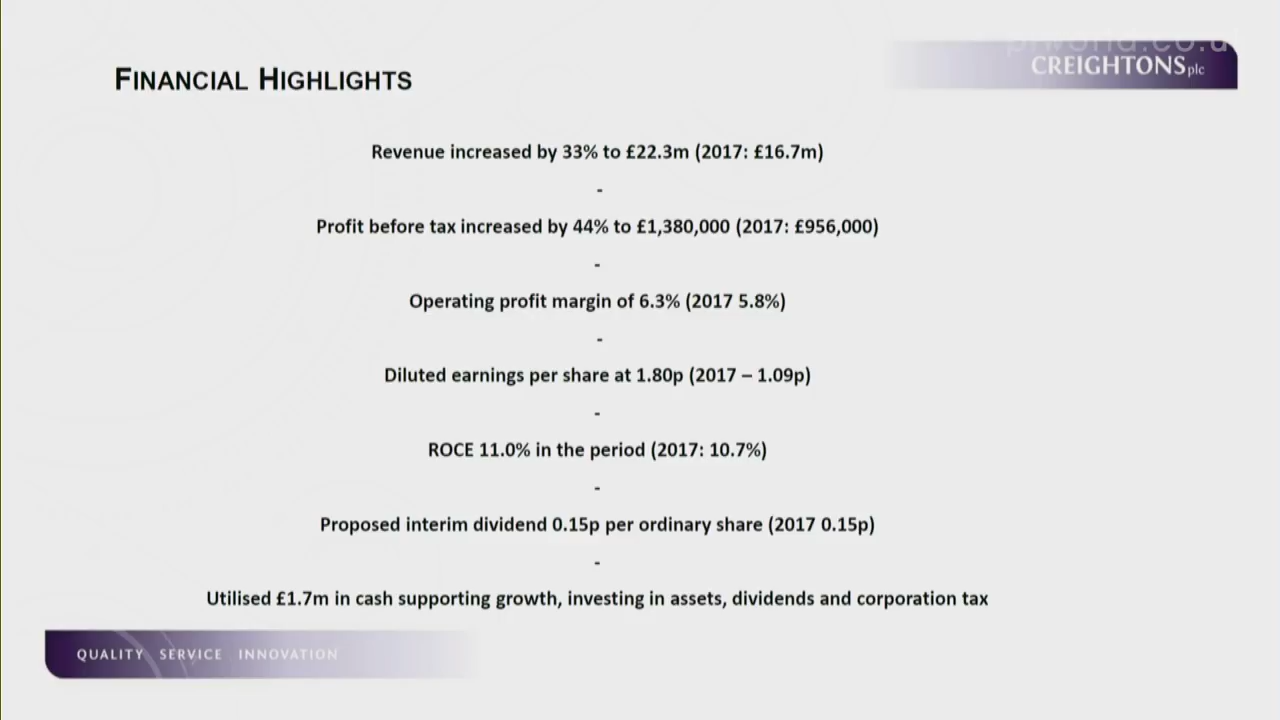 FINANCIAL HIGHLIGHTS
CREIGHTONS plc
Revenue increased by 33% to £22.3m (2017: £16.7m)
-
Profit before tax increased by 44% to £1,380,000 (2017: £956,000)
-
Operating profit margin of 6.3% (2017 5.8%)
-
Diluted earnings per share at 1.80p (2017 – 1.09p)
-
ROCE 11.0% in the period (2017: 10.7%)
-
Proposed interim dividend 0.15p per ordinary share (2017 0.15p)
-
Utilised £1.7m in cash supporting growth, investing in assets, dividends and corporation tax
QUALITY SERVICE INNOVATION